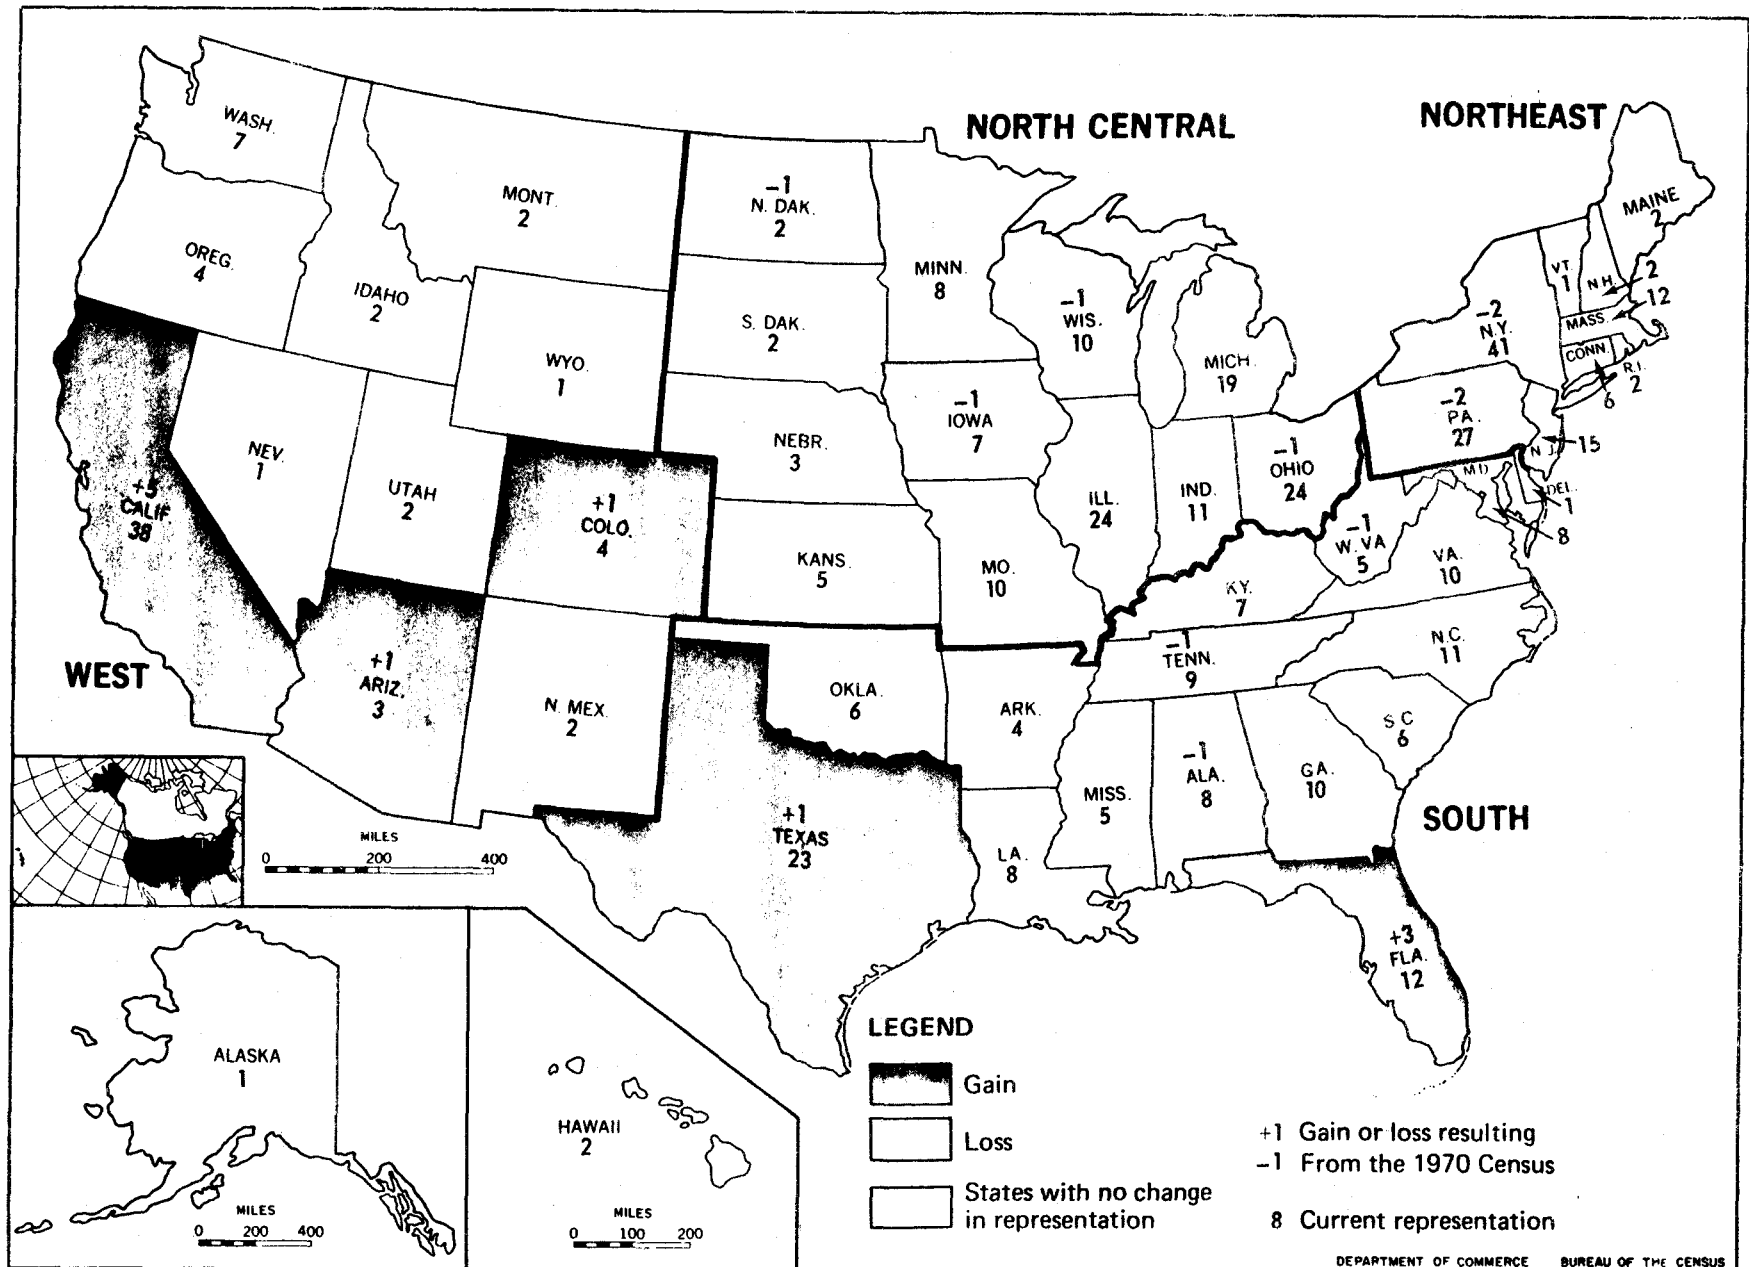 NORTH CENTRAL
NORTHEAST
WEST
SOUTH
WASH.
7
OREG.
4
IDAHO
2
MONT.
2
WYO.
1
+5
CALIF.
38
NEV.
1
UTAH
2
+1
COLO.
4
+1
ARIZ.
3
N. MEX.
2
-1
N. DAK.
2
S. DAK.
2
NEBR.
3
KANS.
5
MINN.
8
-1
IOWA
7
MO.
10
-1
WIS.
10
ILL.
24
MICH.
19
IND.
11
-1
OHIO
24
MAINE
2
VT.
1
N.H.
2
MASS.
12
CONN.
6
R.I.
2
-2
N.Y.
41
-2
PA.
27
N.J.
15
DEL.
1
MD.
8
-1
W. VA
5
VA.
10
KY.
7
-1
TENN.
9
N.C.
11
S.C.
6
GA.
10
-1
ALA.
8
MISS.
5
+3
FLA.
12
OKLA.
6
ARK.
4
LA.
8
+1
TEXAS
23
MILES
0 200 400
ALASKA
1
MILES
0 200 400
HAWAII
2
MILES
0 100 200
LEGEND
Gain
Loss
States with no change
in representation
+1 Gain or loss resulting
-1 From the 1970 Census
8 Current representation
DEPARTMENT OF COMMERCE BUREAU OF THE CENSUS